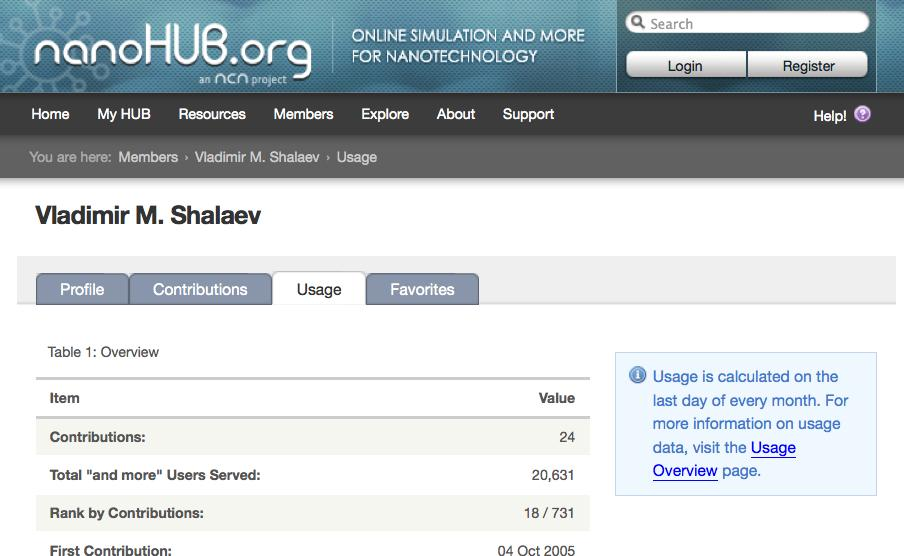 nanoHUB.org
an ncn project
ONLINE SIMULATION AND MORE
FOR NANOTECHNOLOGY
Search
Login Register
Home My HUB Resources Members Explore About Support Help! ?
You are here: Members › Vladimir M. Shalaev › Usage
Vladimir M. Shalaev
Profile Contributions Usage Favorites
Table 1: Overview
Item Value
Contributions: 24
Total "and more" Users Served: 20,631
Rank by Contributions: 18 / 731
First Contribution: 04 Oct 2005
Usage is calculated on the
last day of every month. For
more information on usage
data, visit the Usage
Overview page.